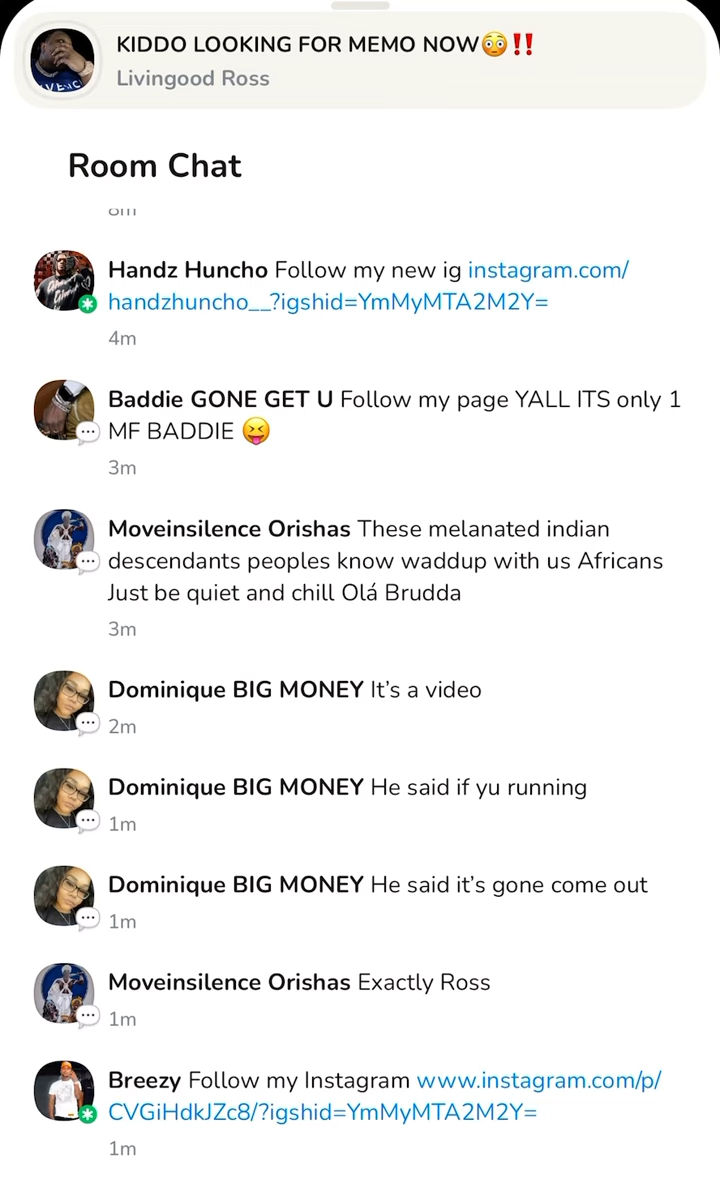 KIDDO LOOKING FOR MEMO NOW😳‼️
Livingood Ross
Room Chat
Handz Huncho Follow my new ig instagram.com/
handzhuncho__?igshid=YmMyMTA2M2Y=
4m
Baddie GONE GET U Follow my page YALL ITS only 1
MF BADDIE 😝
3m
Moveinsilence Orishas These melanated indian
descendants peoples know waddup with us Africans
Just be quiet and chill Olá Brudda
3m
Dominique BIG MONEY It’s a video
2m
Dominique BIG MONEY He said if yu running
1m
Dominique BIG MONEY He said it’s gone come out
1m
Moveinsilence Orishas Exactly Ross
1m
Breezy Follow my Instagram www.instagram.com/p/
CVGiHdkJZc8/?igshid=YmMyMTA2M2Y=
1m